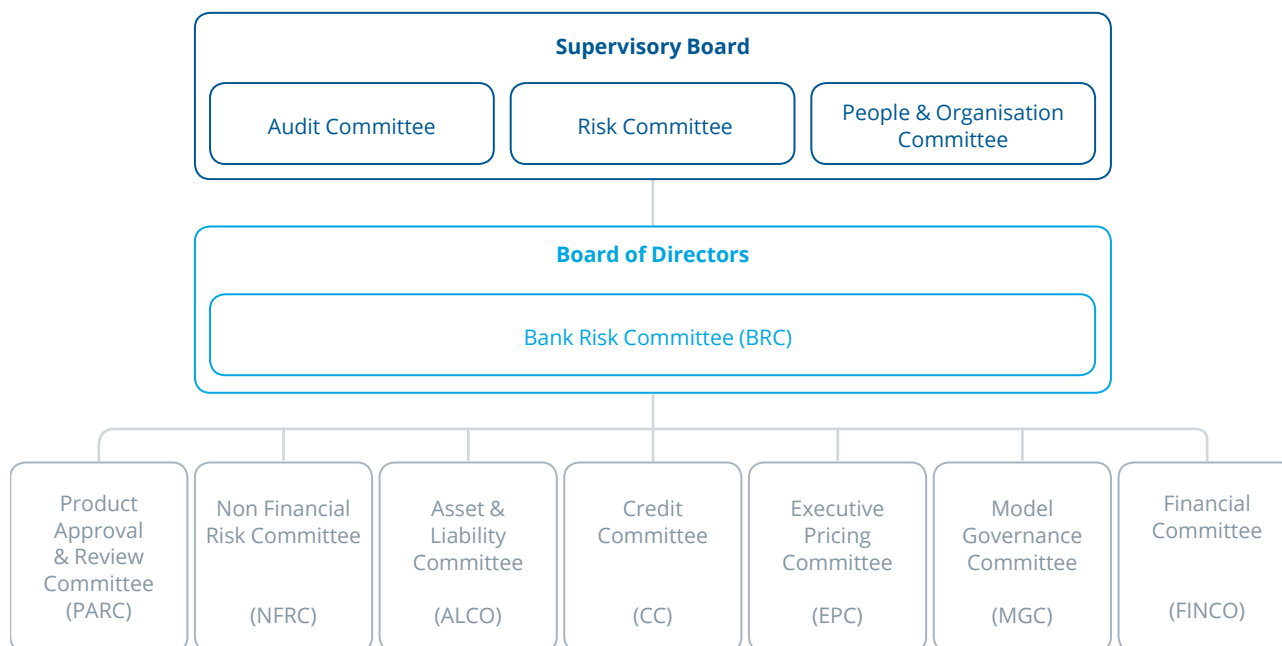 Supervisory Board
Audit Committee
Risk Committee
People & Organisation
Committee
Board of Directors
Bank Risk Committee (BRC)
Product
Approval
& Review
Committee
(PARC)
Non Financial
Risk Committee
(NFRC)
Asset &
Liability
Committee
(ALCO)
Credit
Committee
(CC)
Executive
Pricing
Committee
(EPC)
Model
Governance
Committee
(MGC)
Financial
Committee
(FINCO)